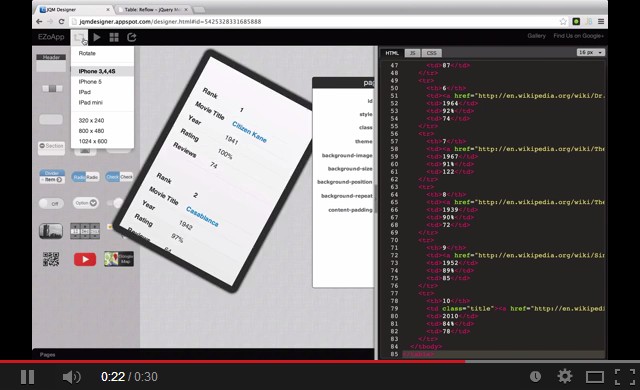 JQM Designer
Table: Reflow - jQuery M
jqmdesigner.appspot.com/designer.html#id=5425328331685888
EZoApp
Gallery
Find Us on Google+
Rotate
iPhone 3,4,4S
iPhone 5
iPad
iPad mini
320 x 240
800 x 480
1024 x 600
Header
Section
Divider
Item
Radio
Radio
Check
Check
Off
Option
Google
Map
Rank
1
Movie Title
Citizen Kane
Year
1941
Rating
100%
Reviews
74
Rank
2
Movie Title
Casablanca
Year
1942
Rating
97%
Reviews
64
pag
id
style
class
theme
background-image
background-size
background-position
background-repeat
content-padding
HTML JS CSS
16 px
47 <td>87</td>
48 </tr>
49 <tr>
50 <th>6</th>
51 <td><a href="http://en.wikipedia.org/wiki/Dr.
52 <td>1964</td>
53 <td>92%</td>
54 <td>74</td>
55 </tr>
56 <tr>
57 <th>7</th>
58 <td><a href="http://en.wikipedia.org/wiki/The
59 <td>1967</td>
60 <td>91%</td>
61 <td>122</td>
62 </tr>
63 <tr>
64 <th>8</th>
65 <td><a href="http://en.wikipedia.org/wiki/The
66 <td>1939</td>
67 <td>90%</td>
68 <td>72</td>
69 </tr>
70 <tr>
71 <th>9</th>
72 <td><a href="http://en.wikipedia.org/wiki/Sin
73 <td>1952</td>
74 <td>89%</td>
75 <td>85</td>
76 </tr>
77 <tr>
78 <th>10</th>
79 <td class="title"><a href="http://en.wikiped
80 <td>2010</td>
81 <td>84%</td>
82 <td>78</td>
83 </tr>
84 </tbody>
85 </table>
Pages
0:22 / 0:30